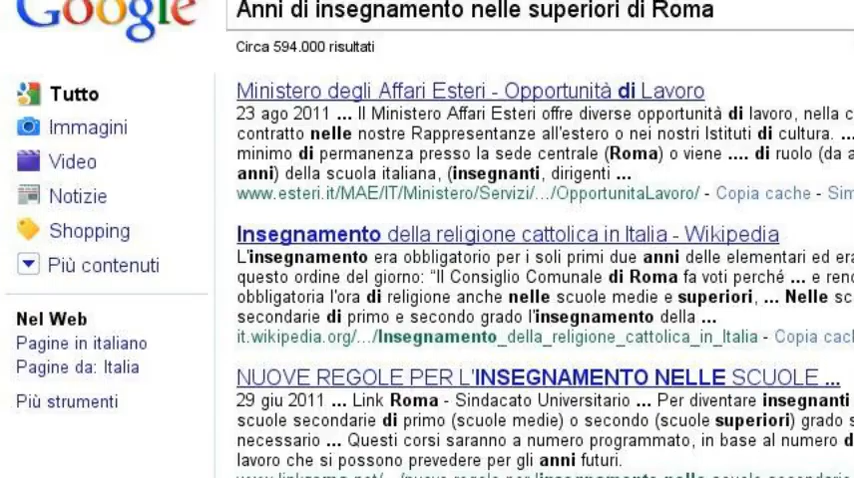 Google
Anni di insegnamento nelle superiori di Roma
Circa 594.000 risultati
Tutto
Immagini
Video
Notizie
Shopping
Più contenuti
Nel Web
Pagine in italiano
Pagine da: Italia
Più strumenti
Ministero degli Affari Esteri - Opportunità di Lavoro
23 ago 2011 ... Il Ministero Affari Esteri offre diverse opportunità di lavoro, nella
contratto nelle nostre Rappresentanze all'estero o nei nostri Istituti di cultura. ...
minimo di permanenza presso la sede centrale (Roma) o viene .... di ruolo (da
anni) della scuola italiana, (insegnanti, dirigenti ...
www.esteri.it/MAE/IT/Ministero/Servizi/.../OpportunitaLavoro/ - Copia cache -
Insegnamento della religione cattolica in Italia - Wikipedia
L'insegnamento era obbligatorio per i soli primi due anni delle elementari ed
questo ordine del giorno: “Il Consiglio Comunale di Roma fa voti perché ... e
obbligatoria l'ora di religione anche nelle scuole medie e superiori, ... Nelle
secondarie di primo e secondo grado l'insegnamento della ...
it.wikipedia.org/.../Insegnamento_della_religione_cattolica_in_Italia - Copia
NUOVE REGOLE PER L'INSEGNAMENTO NELLE SCUOLE ...
29 giu 2011 ... Link Roma - Sindacato Universitario ... Per diventare insegnanti
scuole secondarie di primo (scuole medie) o secondo (scuole superiori) grado
necessario ... Questi corsi saranno a numero programmato, in base al numero
lavoro che si possono prevedere per gli anni futuri.